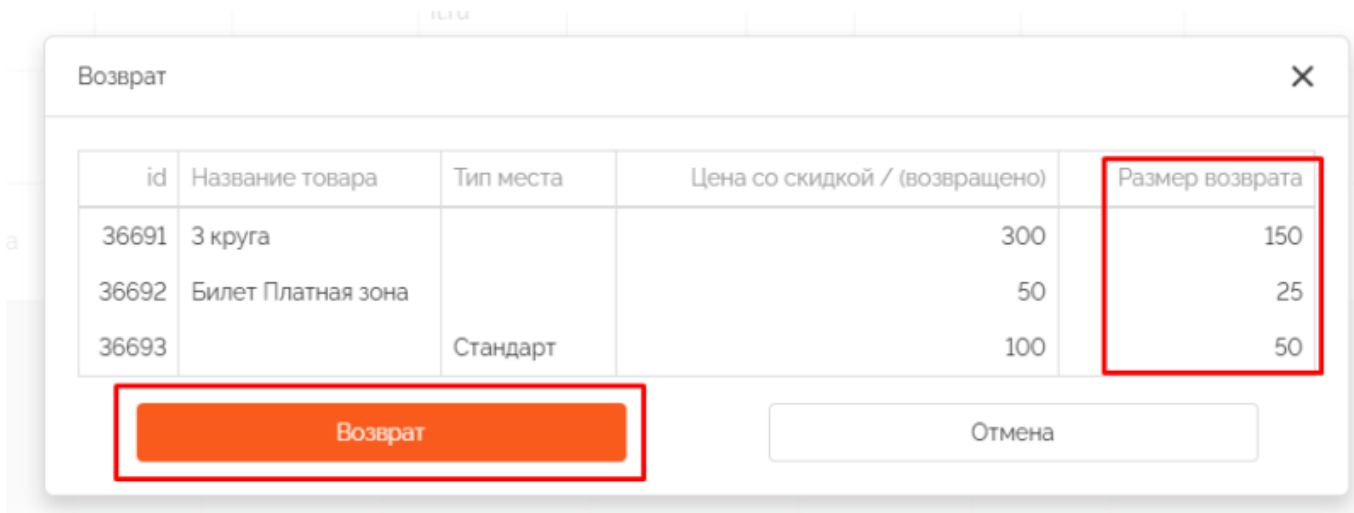 Возврат
id Название товара Тип места Цена со скидкой / (возвращено) Размер возврата
36691 3 круга 300 150
36692 Билет Платная зона 50 25
36693 Стандарт 100 50
Возврат Отмена